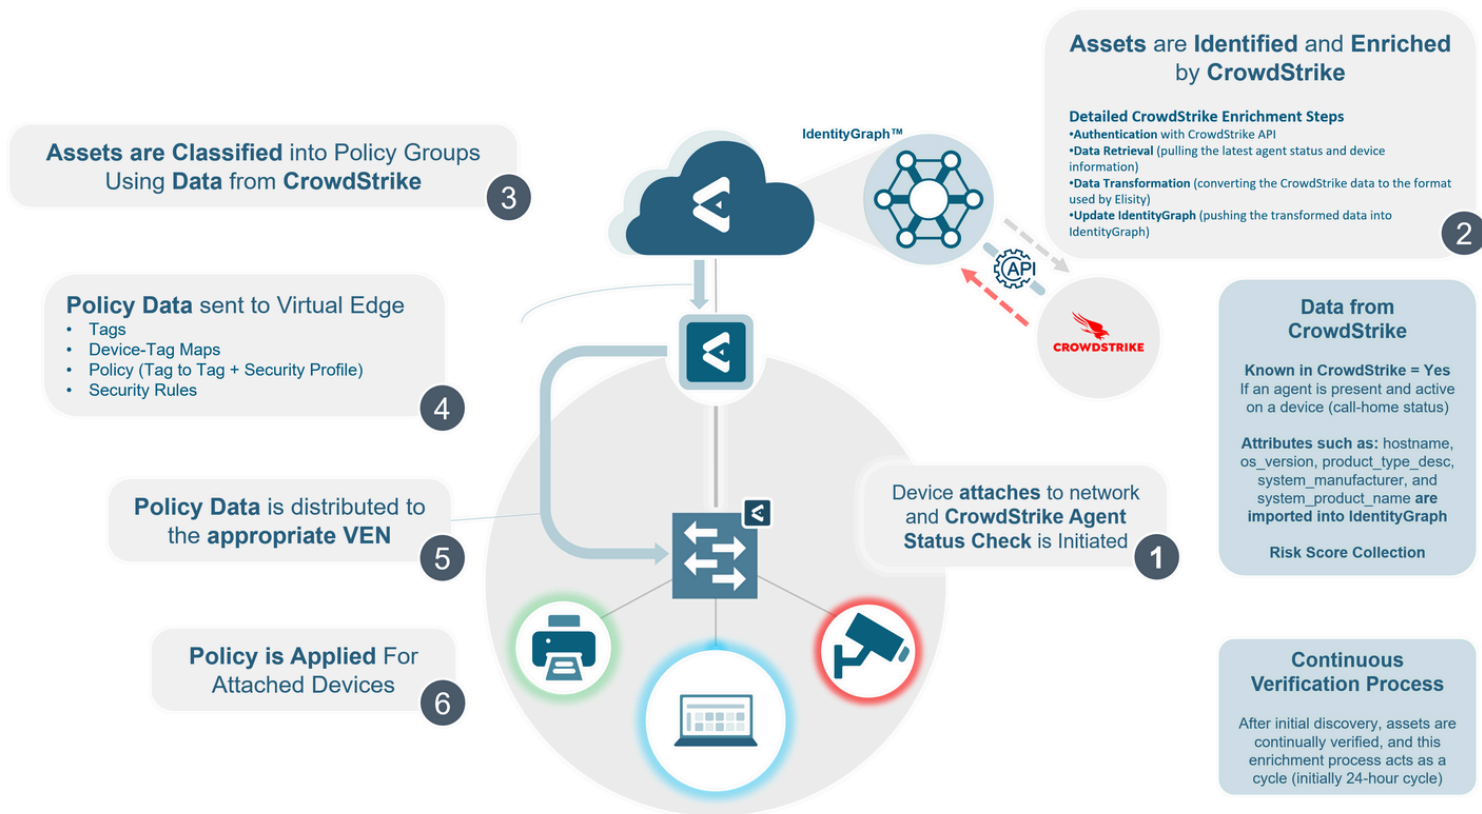 Assets are Identified and Enriched
by CrowdStrike
Detailed CrowdStrike Enrichment Steps
•Authentication with CrowdStrike API
•Data Retrieval (pulling the latest agent status and device
information)
•Data Transformation (converting the CrowdStrike data to the format
used by Elisity)
•Update IdentityGraph (pushing the transformed data into
IdentityGraph)
2
IdentityGraph™
Assets are Classified into Policy Groups
Using Data from CrowdStrike
3
API
CROWDSTRIKE
Policy Data sent to Virtual Edge
• Tags
• Device-Tag Maps
• Policy (Tag to Tag + Security Profile)
• Security Rules
4
Data from
CrowdStrike
Known in CrowdStrike = Yes
If an agent is present and active
on a device (call-home status)
Attributes such as: hostname,
os_version, product_type_desc,
system_manufacturer, and
system_product_name are
imported into IdentityGraph
Risk Score Collection
Policy Data is distributed to
the appropriate VEN
5
Device attaches to network
and CrowdStrike Agent
Status Check is Initiated
1
Policy is Applied For
Attached Devices
6
Continuous
Verification Process
After initial discovery, assets are
continually verified, and this
enrichment process acts as a
cycle (initially 24-hour cycle)